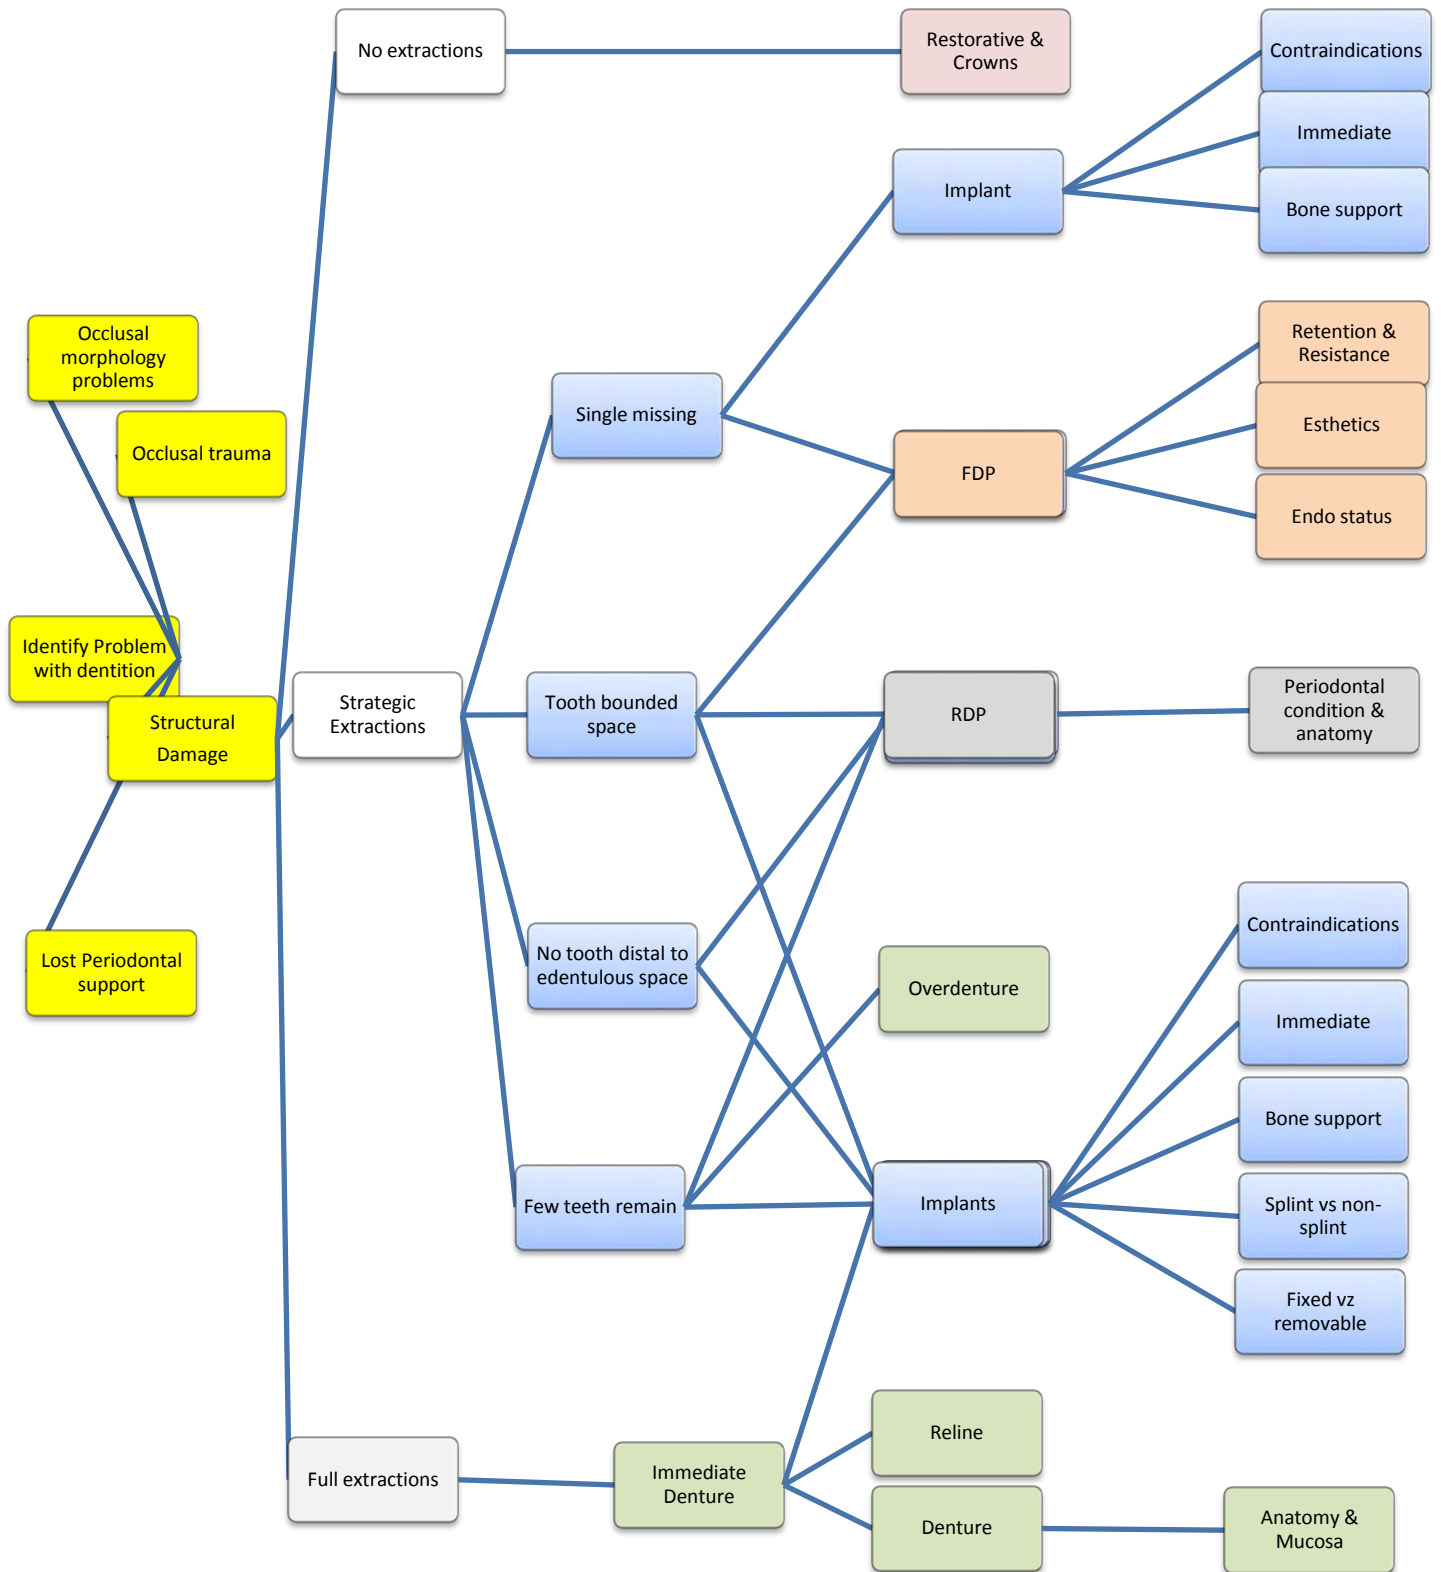 No extractions
Restorative &
Crowns
Contraindications
Immediate
Implant
Bone support
Occlusal
morphology
problems
Retention &
Resistance
Single missing
Esthetics
Occlusal trauma
FDP
Endo status
Identify Problem
with dentition
Structural
Damage
Strategic
Extractions
Tooth bounded
space
RDP
Periodontal
condition &
anatomy
Lost Periodontal
support
No tooth distal to
edentulous space
Overdenture
Contraindications
Immediate
Bone support
Few teeth remain
Implants
Splint vs non-
splint
Fixed vz
removable
Full extractions
Immediate
Denture
Reline
Denture
Anatomy &
Mucosa